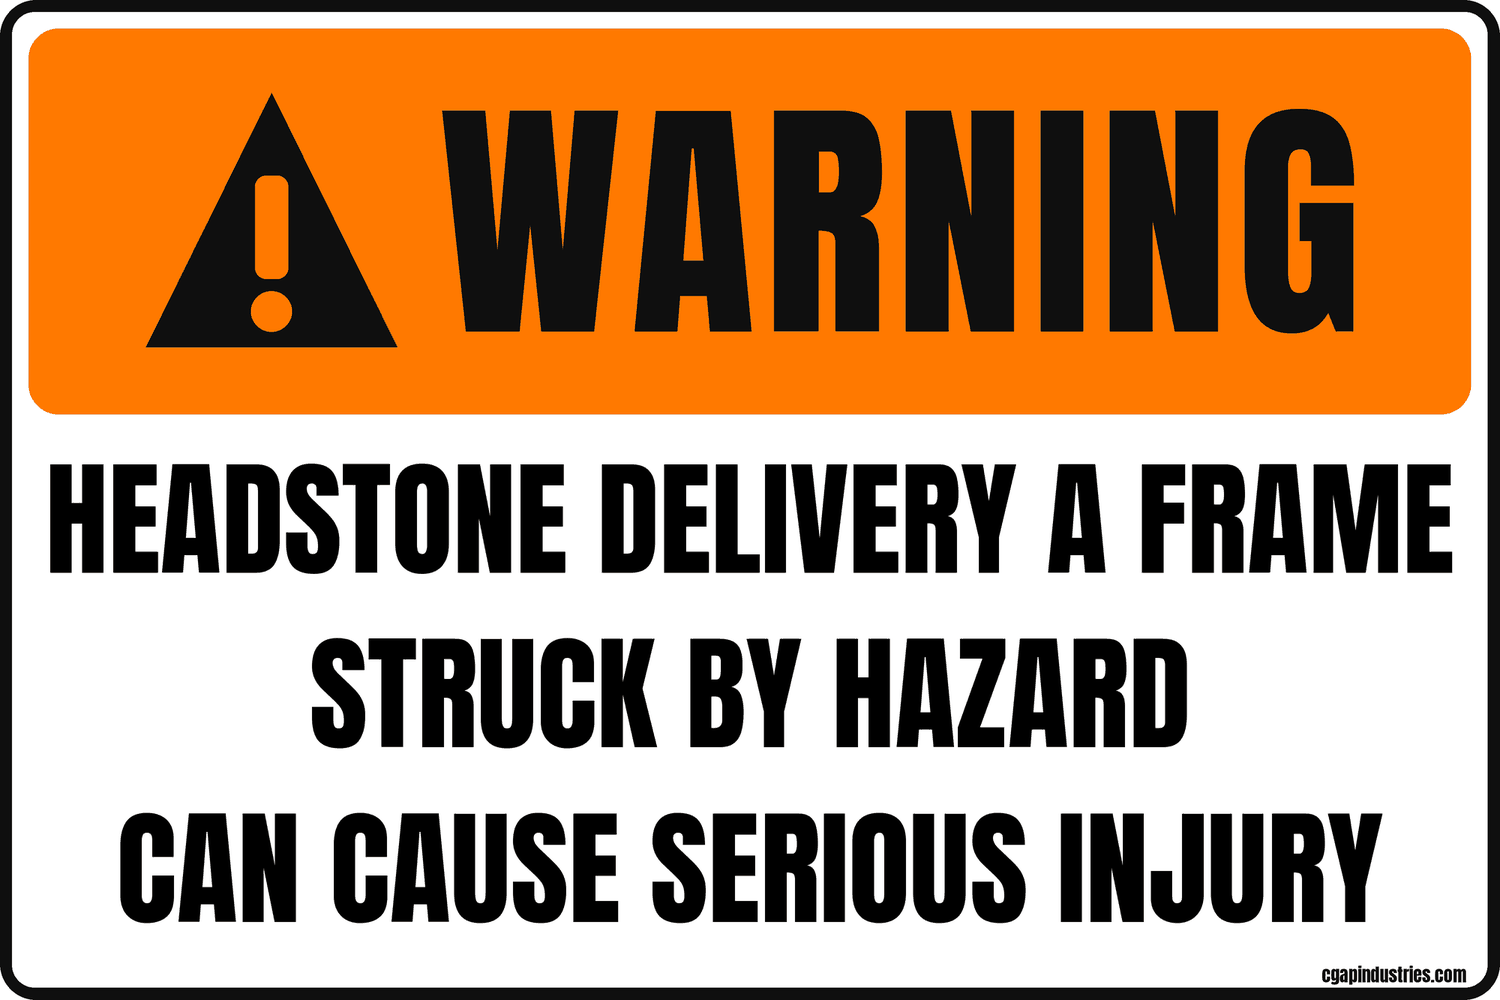 WARNING
HEADSTONE DELIVERY A FRAME
STRUCK BY HAZARD
CAN CAUSE SERIOUS INJURY
cgapindustries.com